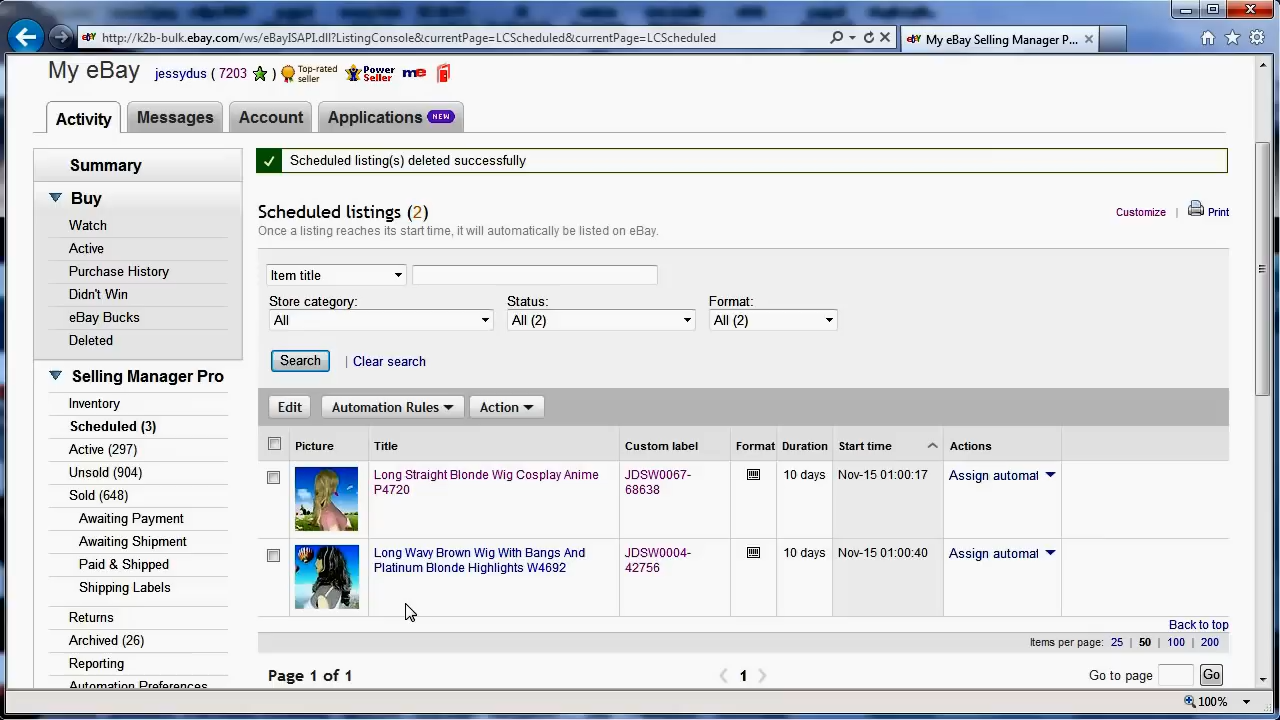 http://k2b-bulk.ebay.com/ws/eBayISAPI.dll?ListingConsole&currentPage=LCScheduled&currentPage=LCScheduled
My eBay Selling Manager P...
My eBay
jessydus ( 7203 )
Top-rated seller
Power Seller
me
Activity
Messages
Account
Applications NEW
Summary
Buy
Watch
Active
Purchase History
Didn't Win
eBay Bucks
Deleted
Selling Manager Pro
Inventory
Scheduled (3)
Active (297)
Unsold (904)
Sold (648)
Awaiting Payment
Awaiting Shipment
Paid & Shipped
Shipping Labels
Returns
Archived (26)
Reporting
Automation Preferences
Scheduled listing(s) deleted successfully
Scheduled listings (2)
Customize | Print
Once a listing reaches its start time, it will automatically be listed on eBay.
Item title
Store category:
Status:
Format:
All
All (2)
All (2)
Search | Clear search
Edit
Automation Rules
Action
Picture
Title
Custom label
Format
Duration
Start time
Actions
Long Straight Blonde Wig Cosplay Anime
P4720
JDSW0067-
68638
10 days
Nov-15 01:00:17
Assign automat
Long Wavy Brown Wig With Bangs And
Platinum Blonde Highlights W4692
JDSW0004-
42756
10 days
Nov-15 01:00:40
Assign automat
Back to top
Items per page: 25 | 50 | 100 | 200
Page 1 of 1
1
Go to page
Go
100%